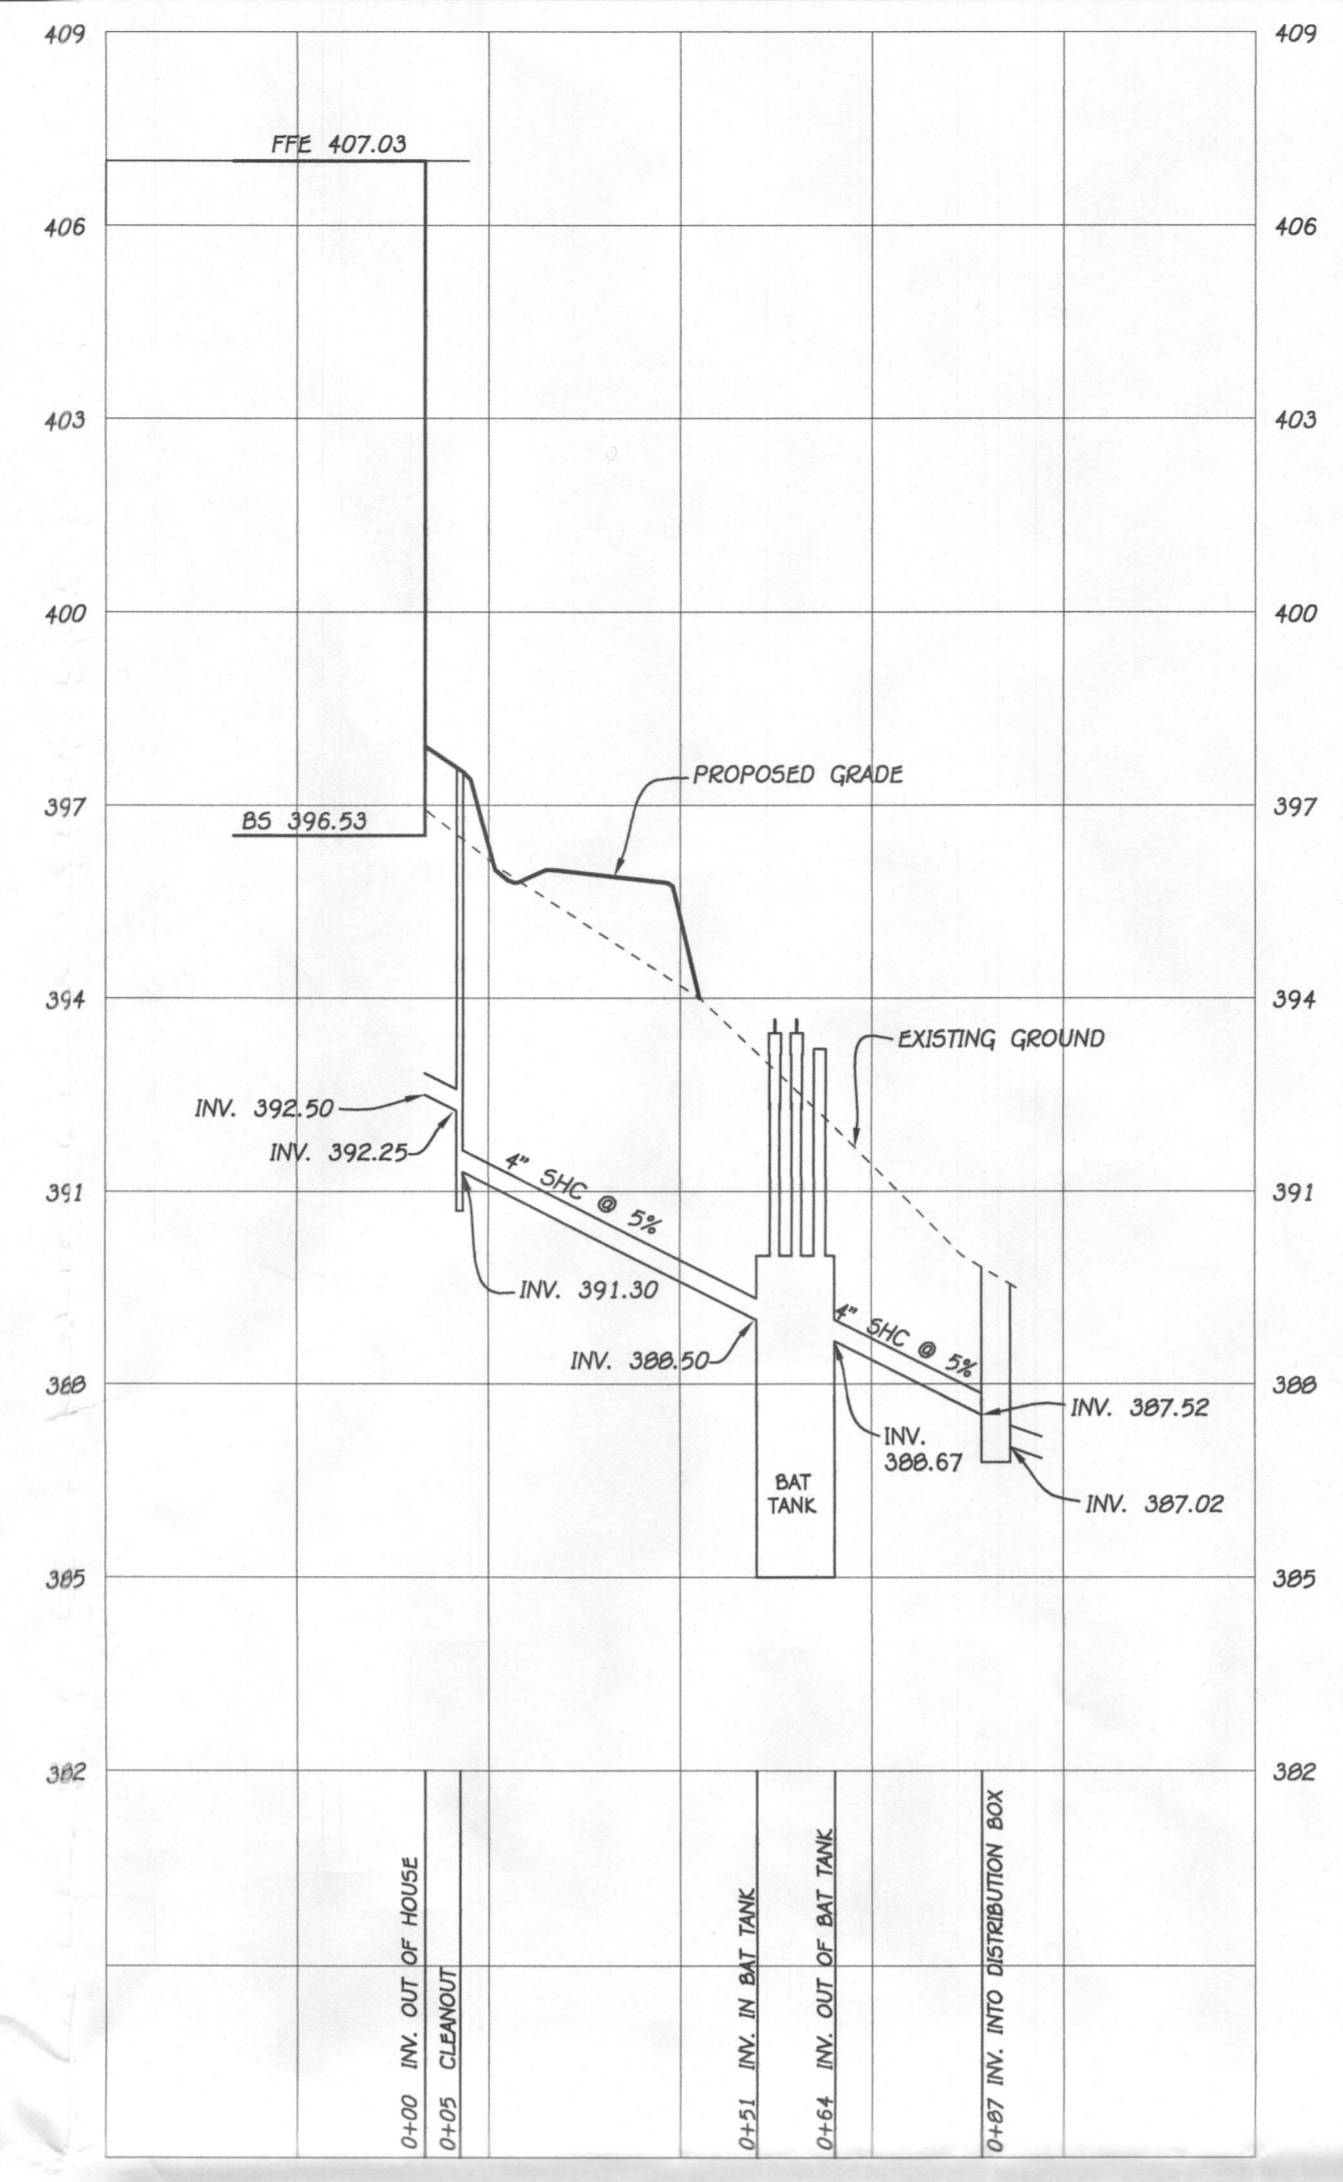 409
409
FFE 407.03
406
406
403
403
400
400
PROPOSED GRADE
397
397
BS 396.53
394
394
EXISTING GROUND
INV. 392.50
INV. 392.25
4" SHC @ 5%
391
391
INV. 391.30
4" SHC @ 5%
INV. 388.50
388
388
INV. 387.52
INV.
388.67
BAT
TANK
INV. 387.02
385
385
382
382
0+00 INV. OUT OF HOUSE
0+05 CLEANOUT
0+51 INV. IN BAT TANK
0+64 INV. OUT OF BAT TANK
0+87 INV. INTO DISTRIBUTION BOX